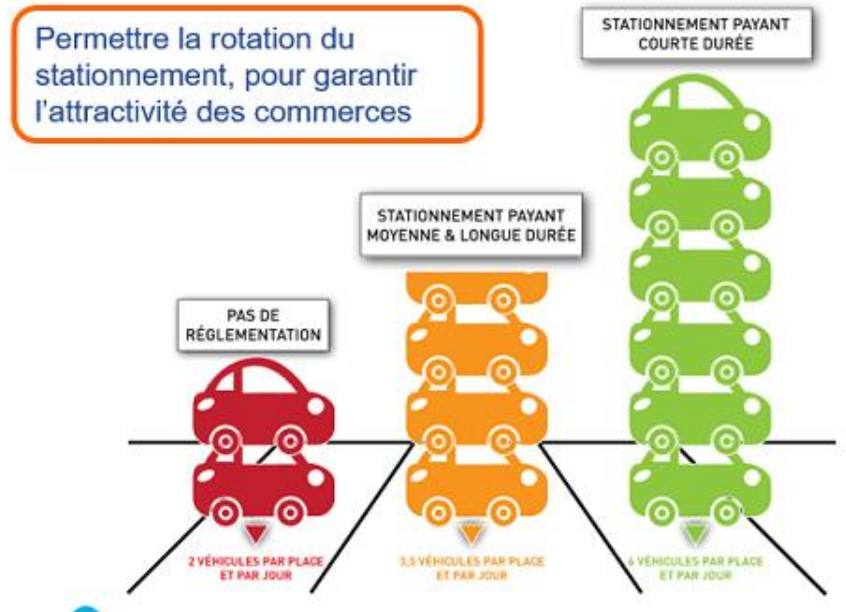 Permettre la rotation du
stationnement, pour garantir
l'attractivité des commerces
STATIONNEMENT PAYANT
COURTE DURÉE
STATIONNEMENT PAYANT
MOYENNE & LONGUE DURÉE
PAS DE
RÉGLEMENTATION
2 VÉHICULES PAR PLACE
ET PAR JOUR
3,5 VÉHICULES PAR PLACE
ET PAR JOUR
6 VÉHICULES PAR PLACE
ET PAR JOUR